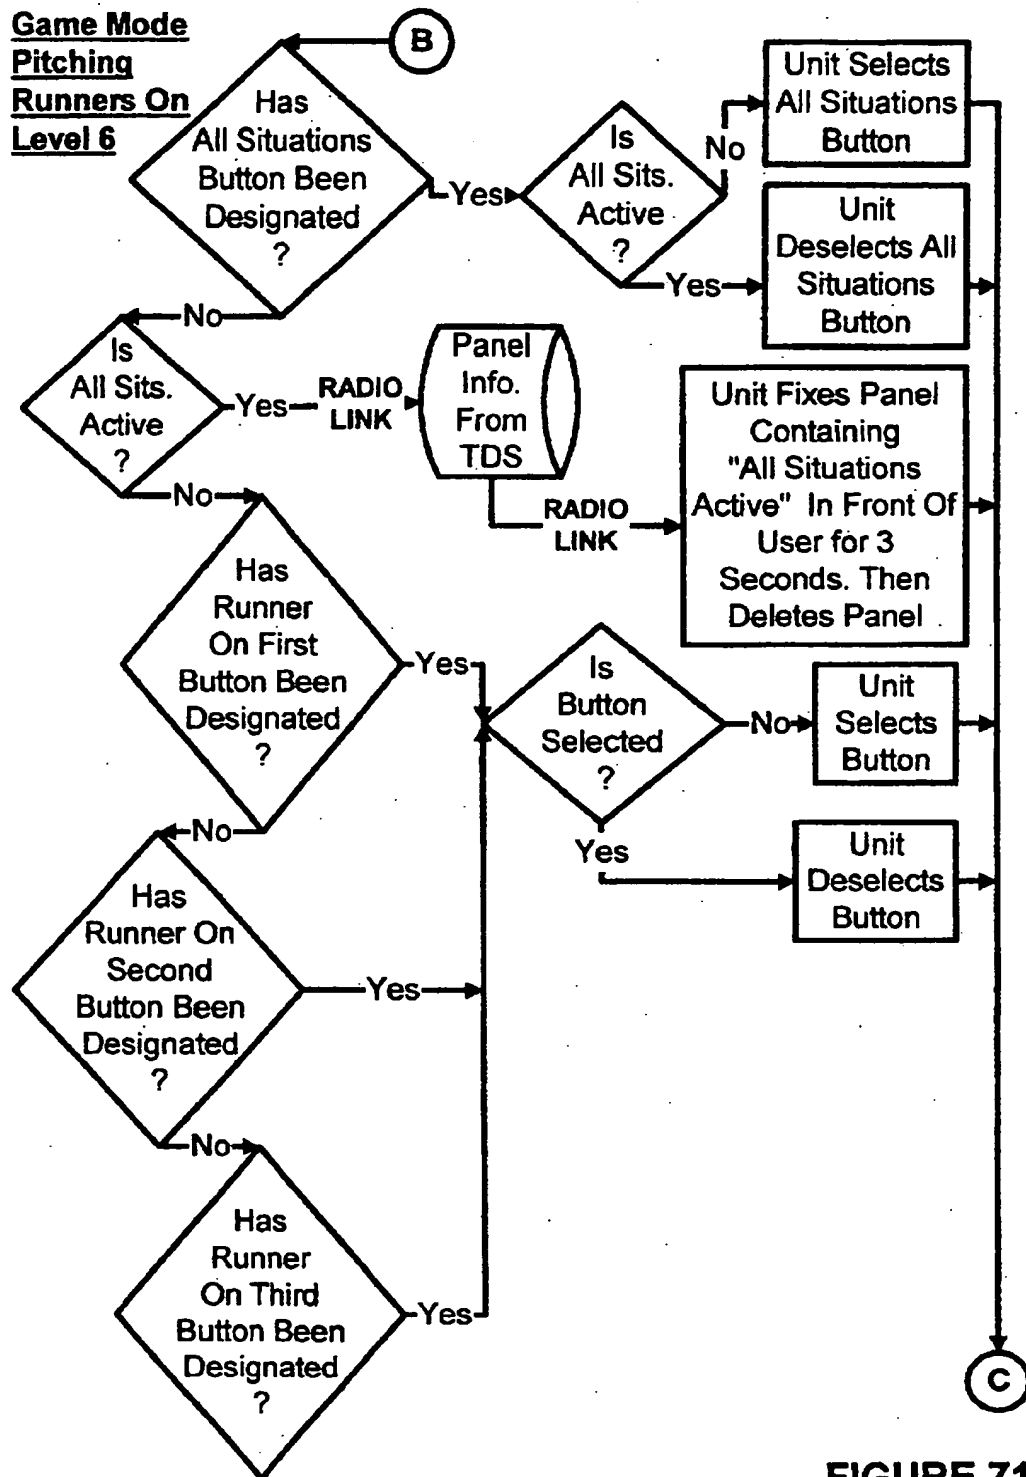 Game Mode
Pitching
Runners On
Level 6
B
Has
All Situations
Button Been
Designated
?
Yes
Is
All Sits.
Active
?
No
Unit Selects
All Situations
Button
Yes
Unit
Deselects All
Situations
Button
No
Is
All Sits.
Active
?
Yes
RADIO
LINK
Panel
Info.
From
TDS
RADIO
LINK
Unit Fixes Panel
Containing
"All Situations
Active" In Front Of
User for 3
Seconds. Then
Deletes Panel
No
Has
Runner
On First
Button Been
Designated
?
Yes
Is
Button
Selected
?
No
Unit
Selects
Button
Yes
Unit
Deselects
Button
No
Has
Runner On
Second
Button Been
Designated
?
Yes
No
Has
Runner
On Third
Button Been
Designated
?
Yes
C
FIGURE 71